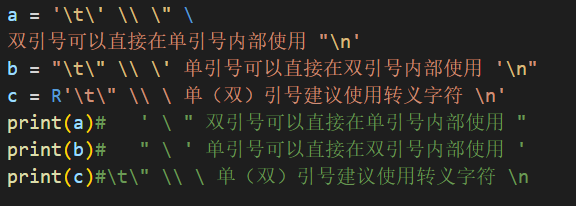 a = '\t\' \\ \" \
双引号可以直接在单引号内部使用 "\n'
b = "\t\" \\ \' 单引号可以直接在双引号内部使用 '\n"
c = R'\t\" \\ \ 单（双）引号建议使用转义字符 \n'
print(a)#   ' \ " 双引号可以直接在单引号内部使用 "
print(b)#   " \ ' 单引号可以直接在双引号内部使用 '
print(c)#\t\" \\ \ 单（双）引号建议使用转义字符 \n